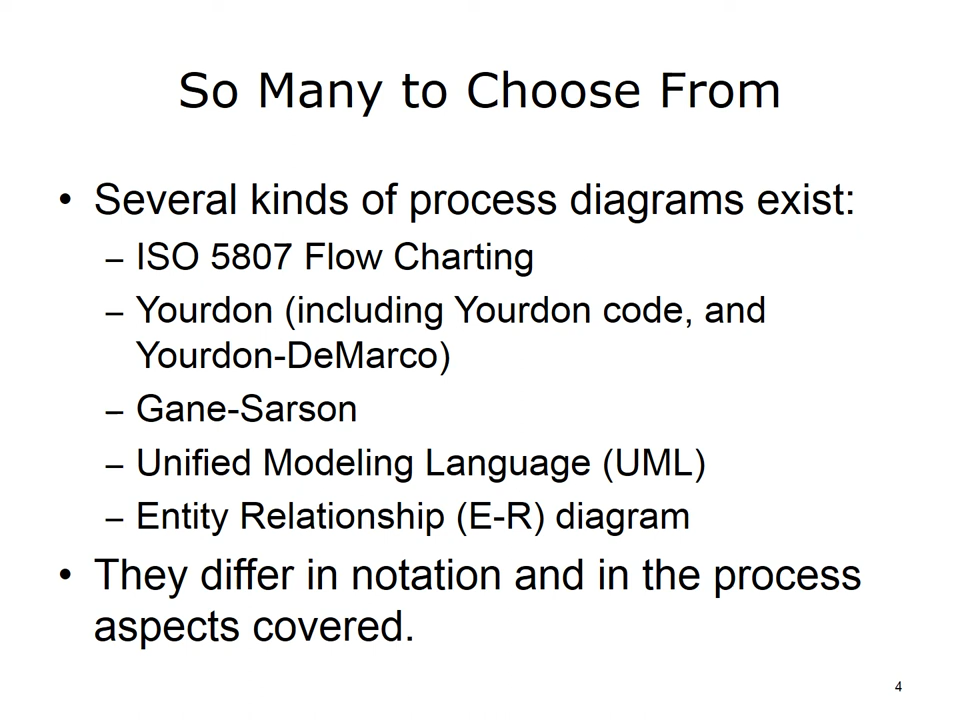 So Many to Choose From
• Several kinds of process diagrams exist:
– ISO 5807 Flow Charting
– Yourdon (including Yourdon code, and
Yourdon-DeMarco)
– Gane-Sarson
– Unified Modeling Language (UML)
– Entity Relationship (E-R) diagram
• They differ in notation and in the process
aspects covered.
4